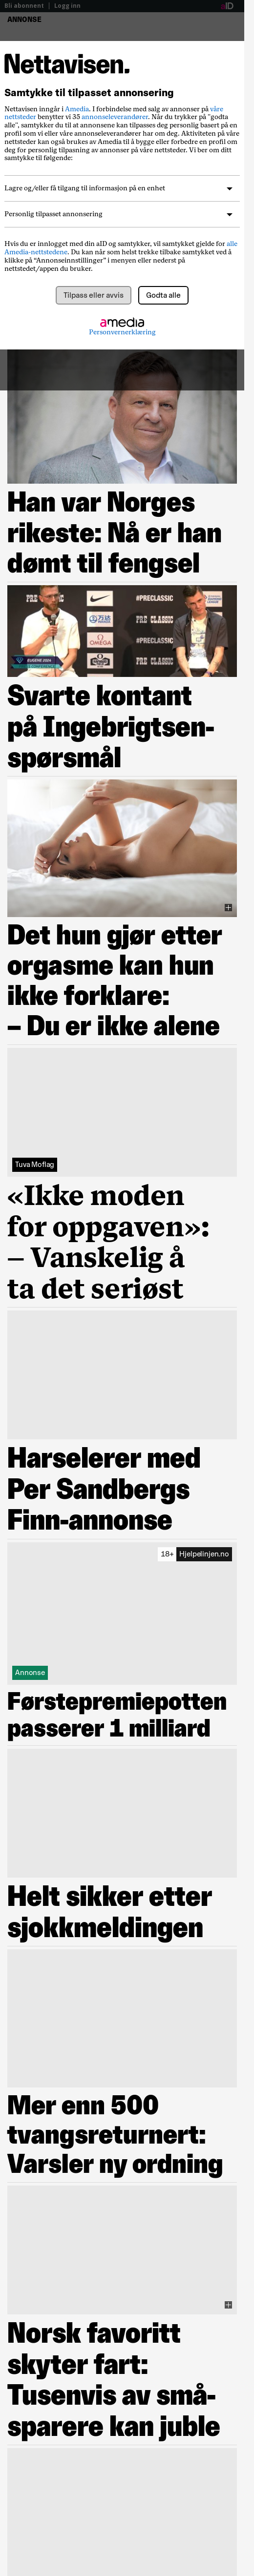 Bli abonnent | Logg inn
aID
ANNONSE
Nettavisen.
Samtykke til tilpasset annonsering
Nettavisen inngår i Amedia. I forbindelse med salg av annonser på våre
nettsteder benytter vi 35 annonseleverandører. Når du trykker på "godta
alle", samtykker du til at annonsene kan tilpasses deg personlig basert på en
profil som vi eller våre annonseleverandører har om deg. Aktiviteten på våre
nettsteder kan også brukes av Amedia til å bygge eller forbedre en profil om
deg for personlig tilpasning av annonser på våre nettsteder. Vi ber om ditt
samtykke til følgende:
Lagre og/eller få tilgang til informasjon på en enhet
Personlig tilpasset annonsering
Hvis du er innlogget med din aID og samtykker, vil samtykket gjelde for alle
Amedia-nettstedene. Du kan når som helst trekke tilbake samtykket ved å
klikke på “Annonseinnstillinger” i menyen eller nederst på
nettstedet/appen du bruker.
Tilpass eller avvis
Godta alle
amedia
Personvernerklæring
Han var Norges
rikeste: Nå er han
dømt til fengsel
#PRECLASSIC
OMEGA
#PRECLASSIC
Svarte kontant
på Ingebrigtsen-
spørsmål
Det hun gjør etter
orgasme kan hun
ikke forklare:
– Du er ikke alene
Tuva Moflag
«Ikke moden
for oppgaven»:
– Vanskelig å
ta det seriøst
Harselerer med
Per Sandbergs
Finn-annonse
18+ Hjelpelinjen.no
Annonse
Førstepremiepotten
passerer 1 milliard
Helt sikker etter
sjokkmeldingen
Mer enn 500
tvangsreturnert:
Varsler ny ordning
Norsk favoritt
skyter fart:
Tusenvis av små-
sparere kan juble